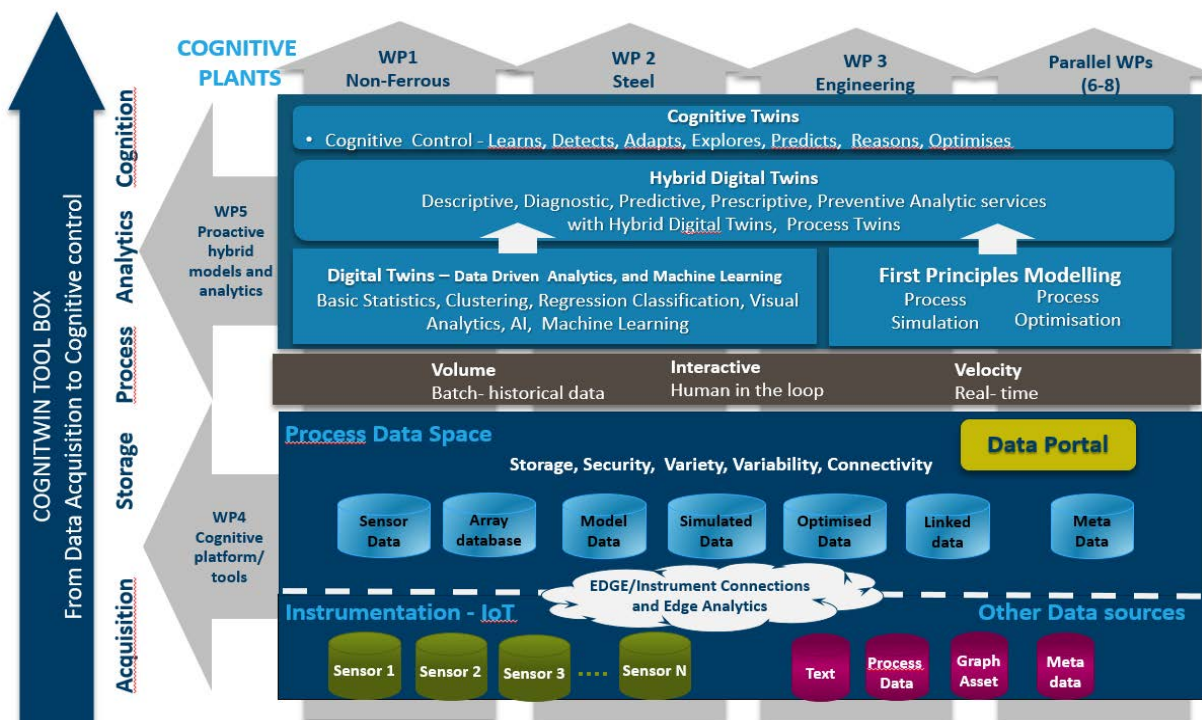 COGNITWIN TOOL BOX
From Data Acquisition to Cognitive control
Cognition
Analytics
Process
Storage
Acquisition
COGNITIVE
PLANTS
WP1
Non-Ferrous
WP 2
Steel
WP 3
Engineering
Parallel WPs
(6-8)
WP5
Proactive
hybrid
models and
analytics
WP4
Cognitive
platform/
tools
Cognitive Twins
• Cognitive Control - Learns, Detects, Adapts, Explores, Predicts, Reasons, Optimises
Hybrid Digital Twins
Descriptive, Diagnostic, Predictive, Prescriptive, Preventive Analytic services
with Hybrid Digital Twins, Process Twins
Digital Twins – Data Driven Analytics, and Machine Learning
Basic Statistics, Clustering, Regression Classification, Visual
Analytics, AI, Machine Learning
First Principles Modelling
Process
Simulation
Process
Optimisation
Volume
Batch- historical data
Interactive
Human in the loop
Velocity
Real- time
Process Data Space
Data Portal
Storage, Security, Variety, Variability, Connectivity
Sensor
Data
Array
database
Model
Data
Simulated
Data
Optimised
Data
Linked
data
Meta
Data
EDGE/Instrument Connections
and Edge Analytics
Instrumentation - IoT
Other Data sources
Sensor 1
Sensor 2
Sensor 3
....
Sensor N
Text
Process
Data
Graph
Asset
Meta
data